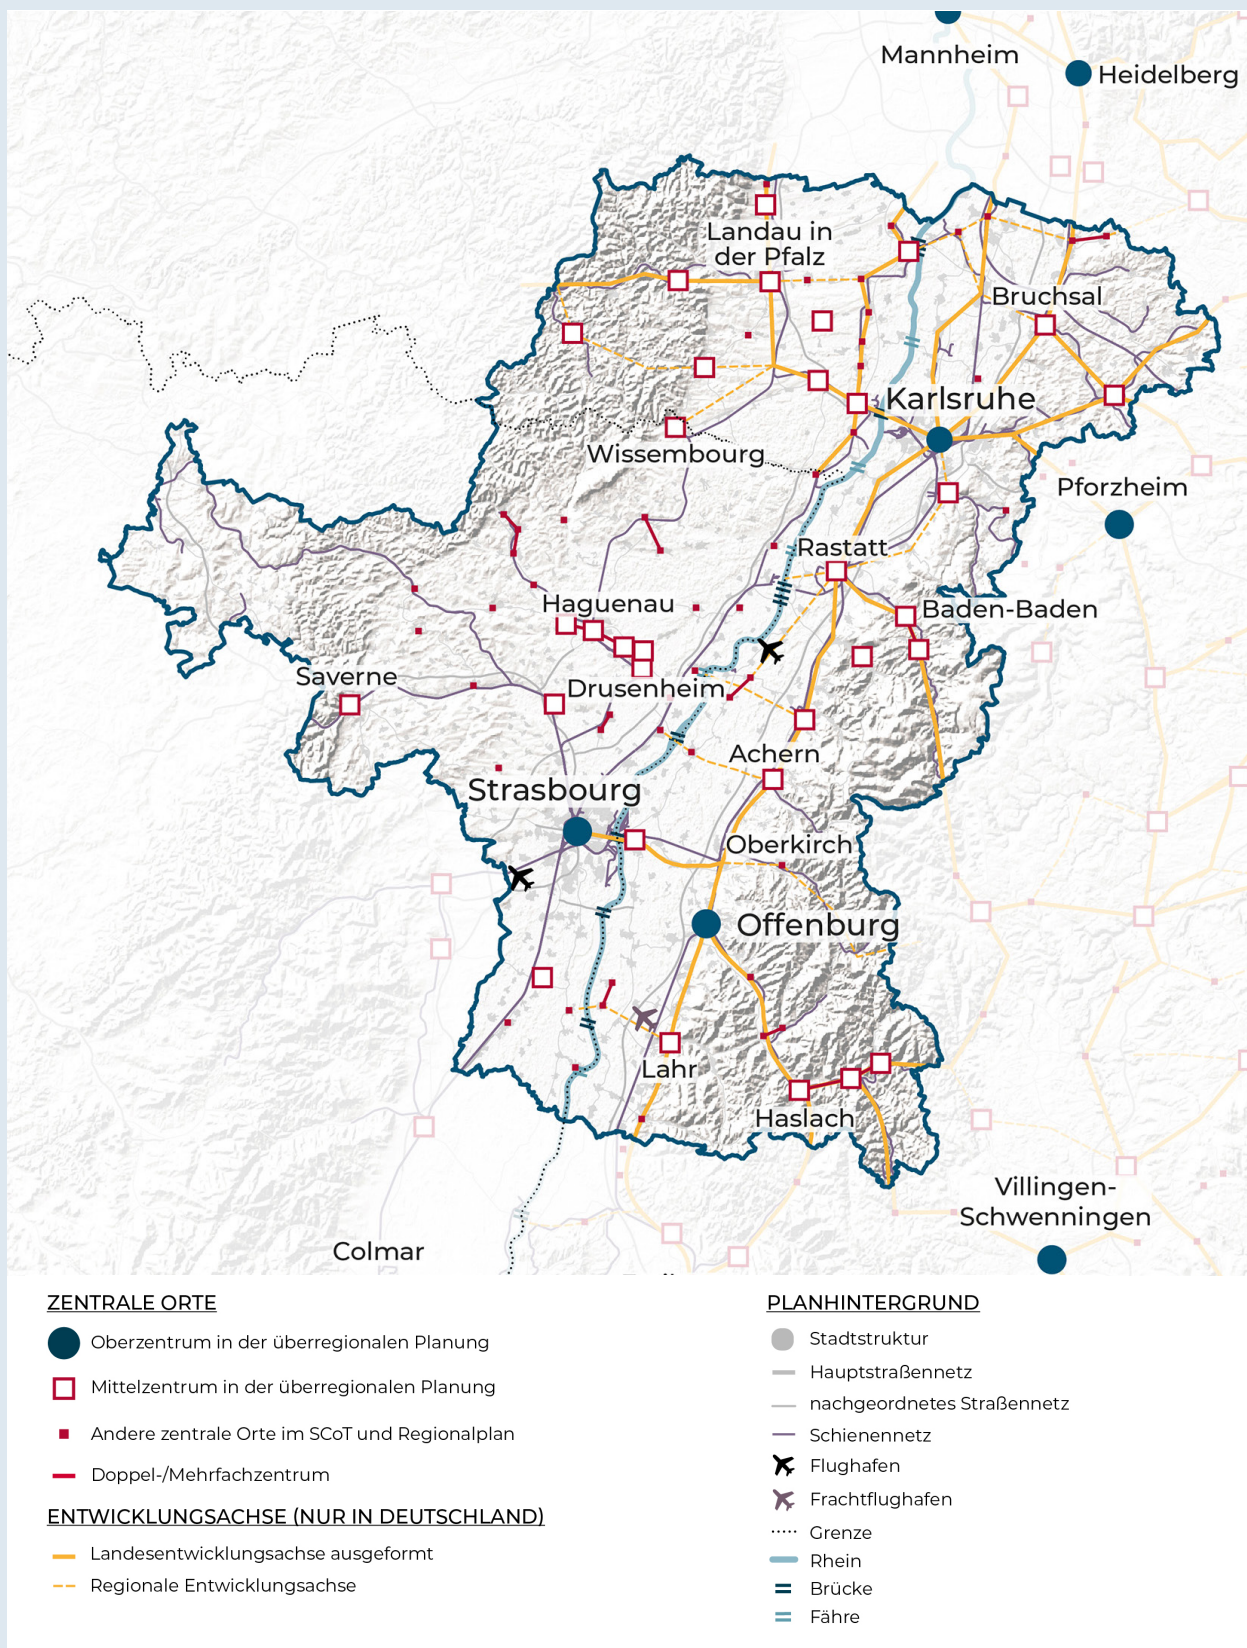 Mannheim
Heidelberg
Landau in
der Pfalz
Bruchsal
Karlsruhe
Wissembourg
Pforzheim
Rastatt
Haguenau
Baden-Baden
Saverne
Drusenheim
Achern
Strasbourg
Oberkirch
Offenburg
Lahr
Haslach
Villingen-
Schwenningen
Colmar
ZENTRALE ORTE
Oberzentrum in der überregionalen Planung
Mittelzentrum in der überregionalen Planung
Andere zentrale Orte im SCoT und Regionalplan
Doppel-/Mehrfachzentrum
ENTWICKLUNGSACHSE (NUR IN DEUTSCHLAND)
Landesentwicklungsachse ausgeformt
Regionale Entwicklungsachse
PLANHINTERGRUND
Stadtstruktur
Hauptstraßennetz
nachgeordnetes Straßennetz
Schienennetz
Flughafen
Frachtflughafen
Grenze
Rhein
Brücke
Fähre